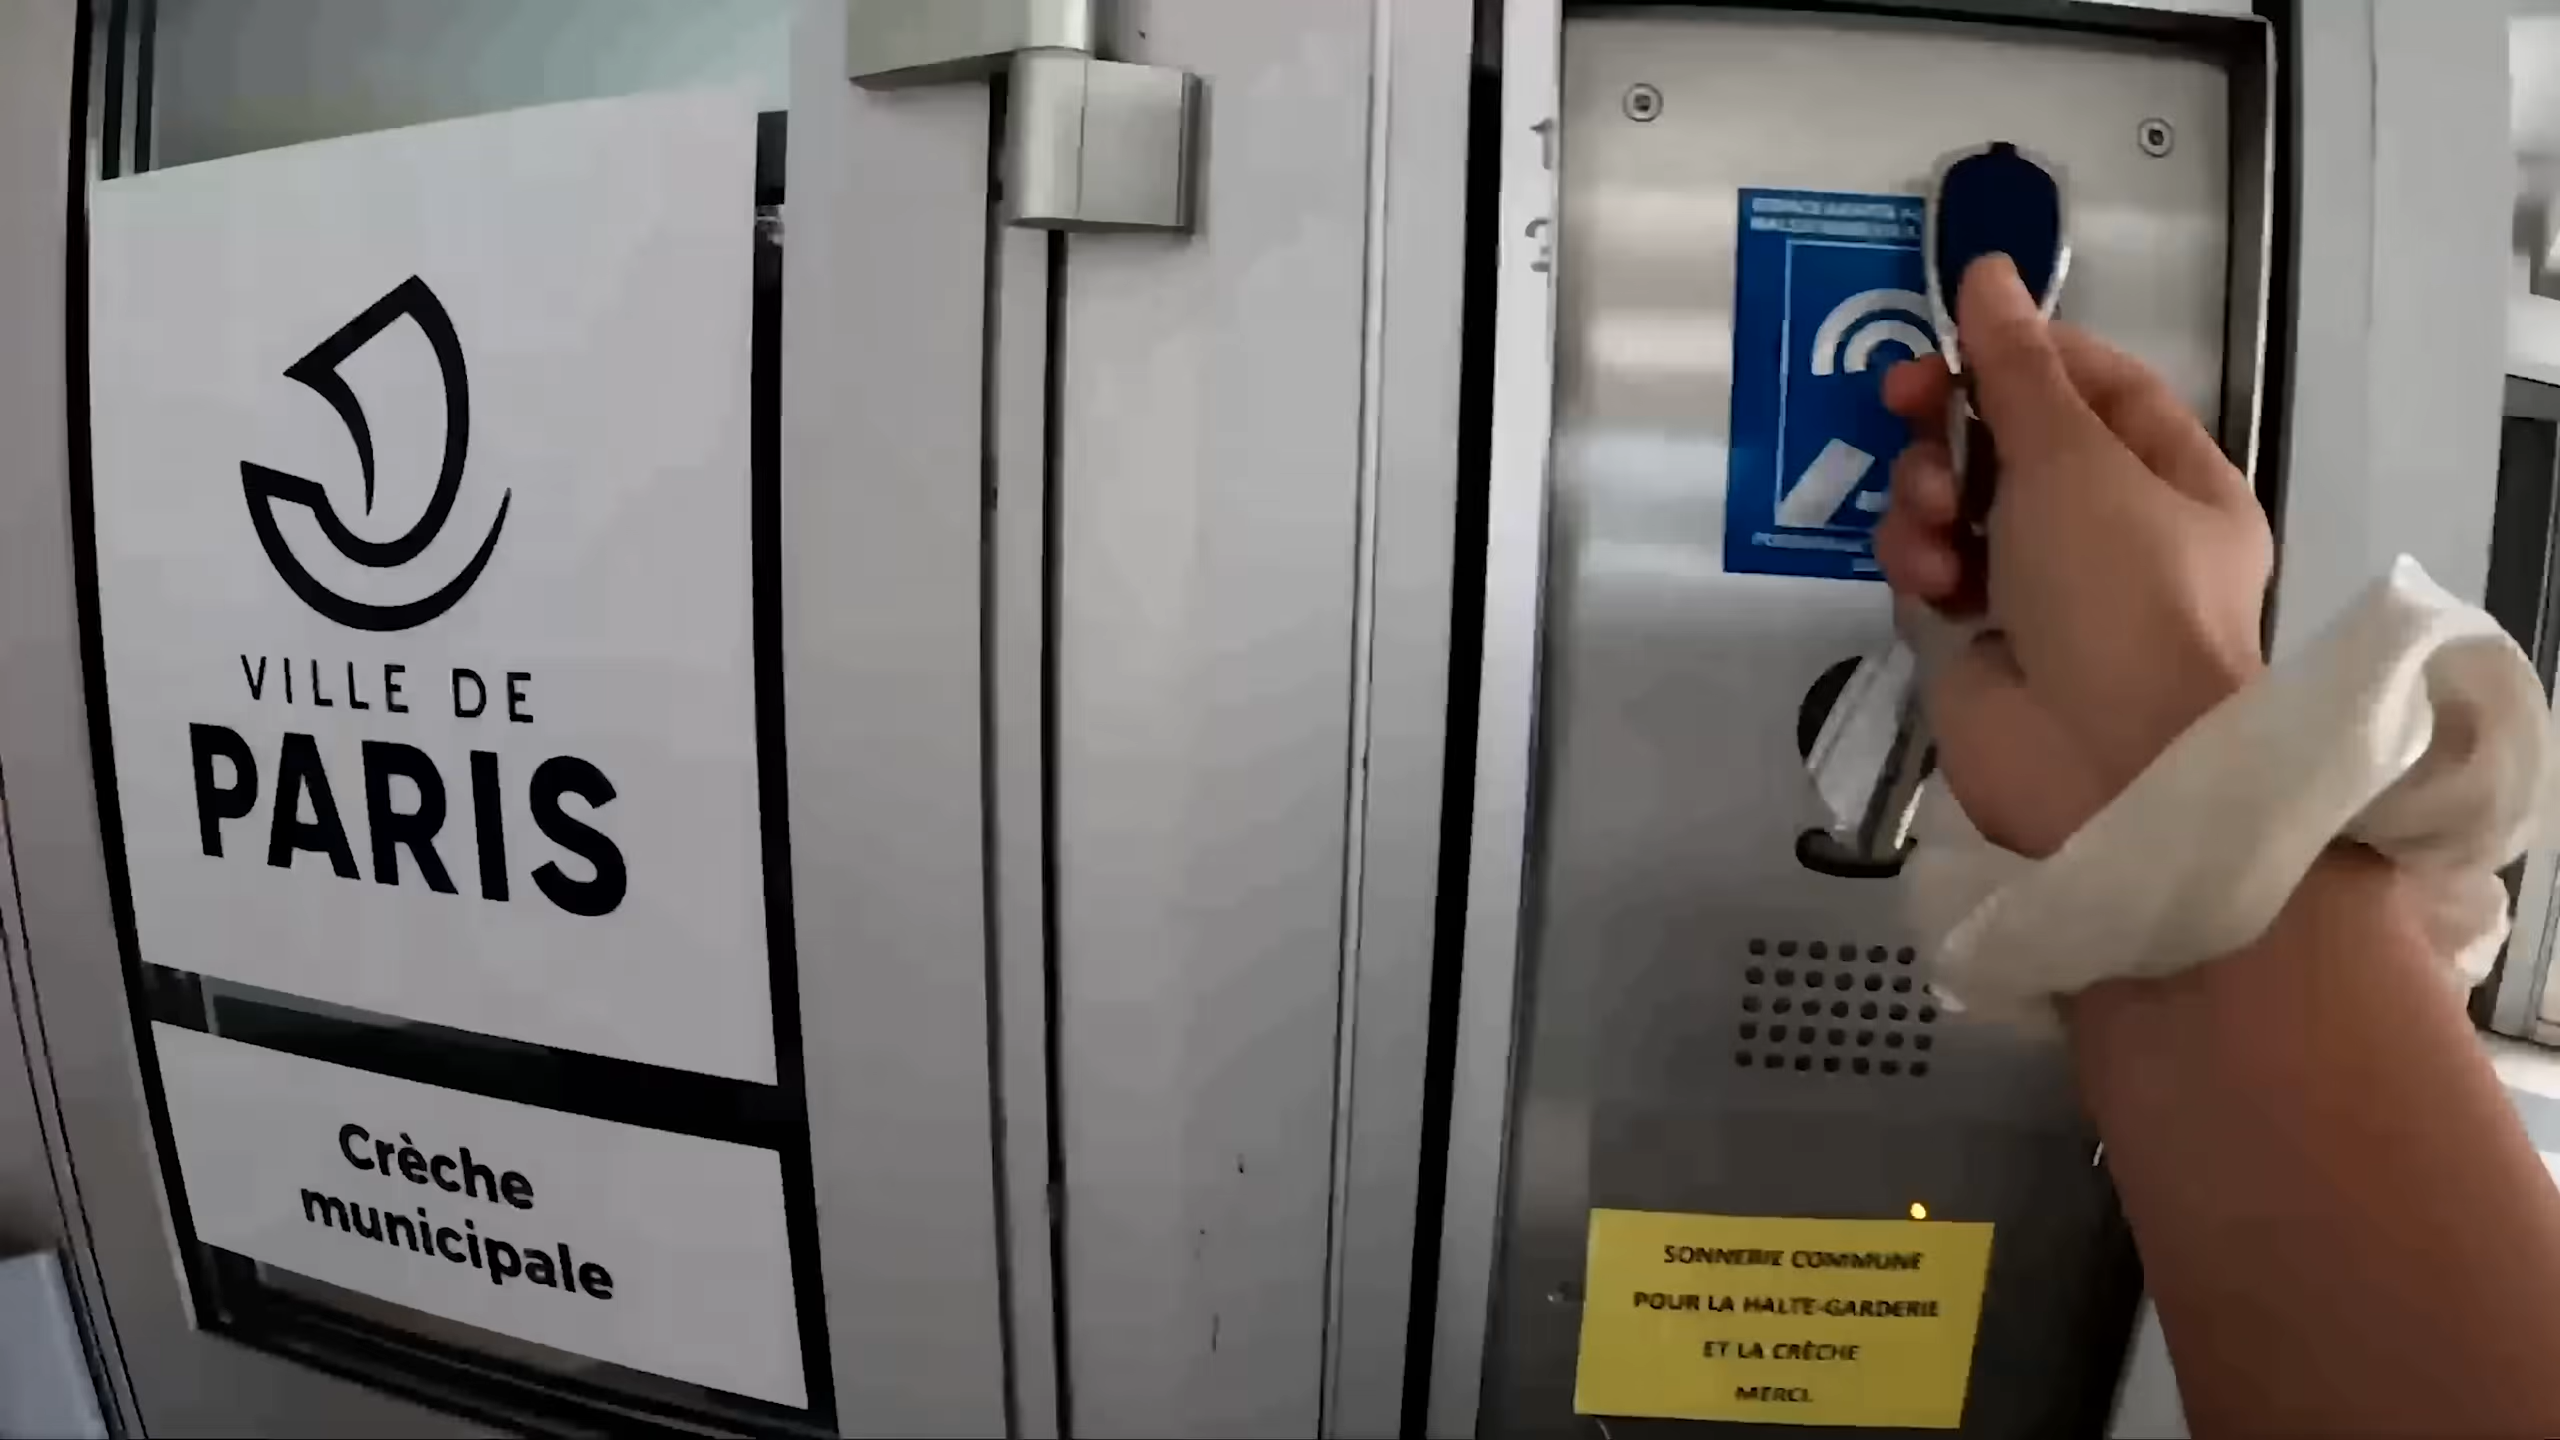 VILLE DE
PARIS
Crèche
municipale
SONNERIE COMMUNE
POUR LA HALTE-GARDERIE
ET LA CRÈCHE
MERCI.